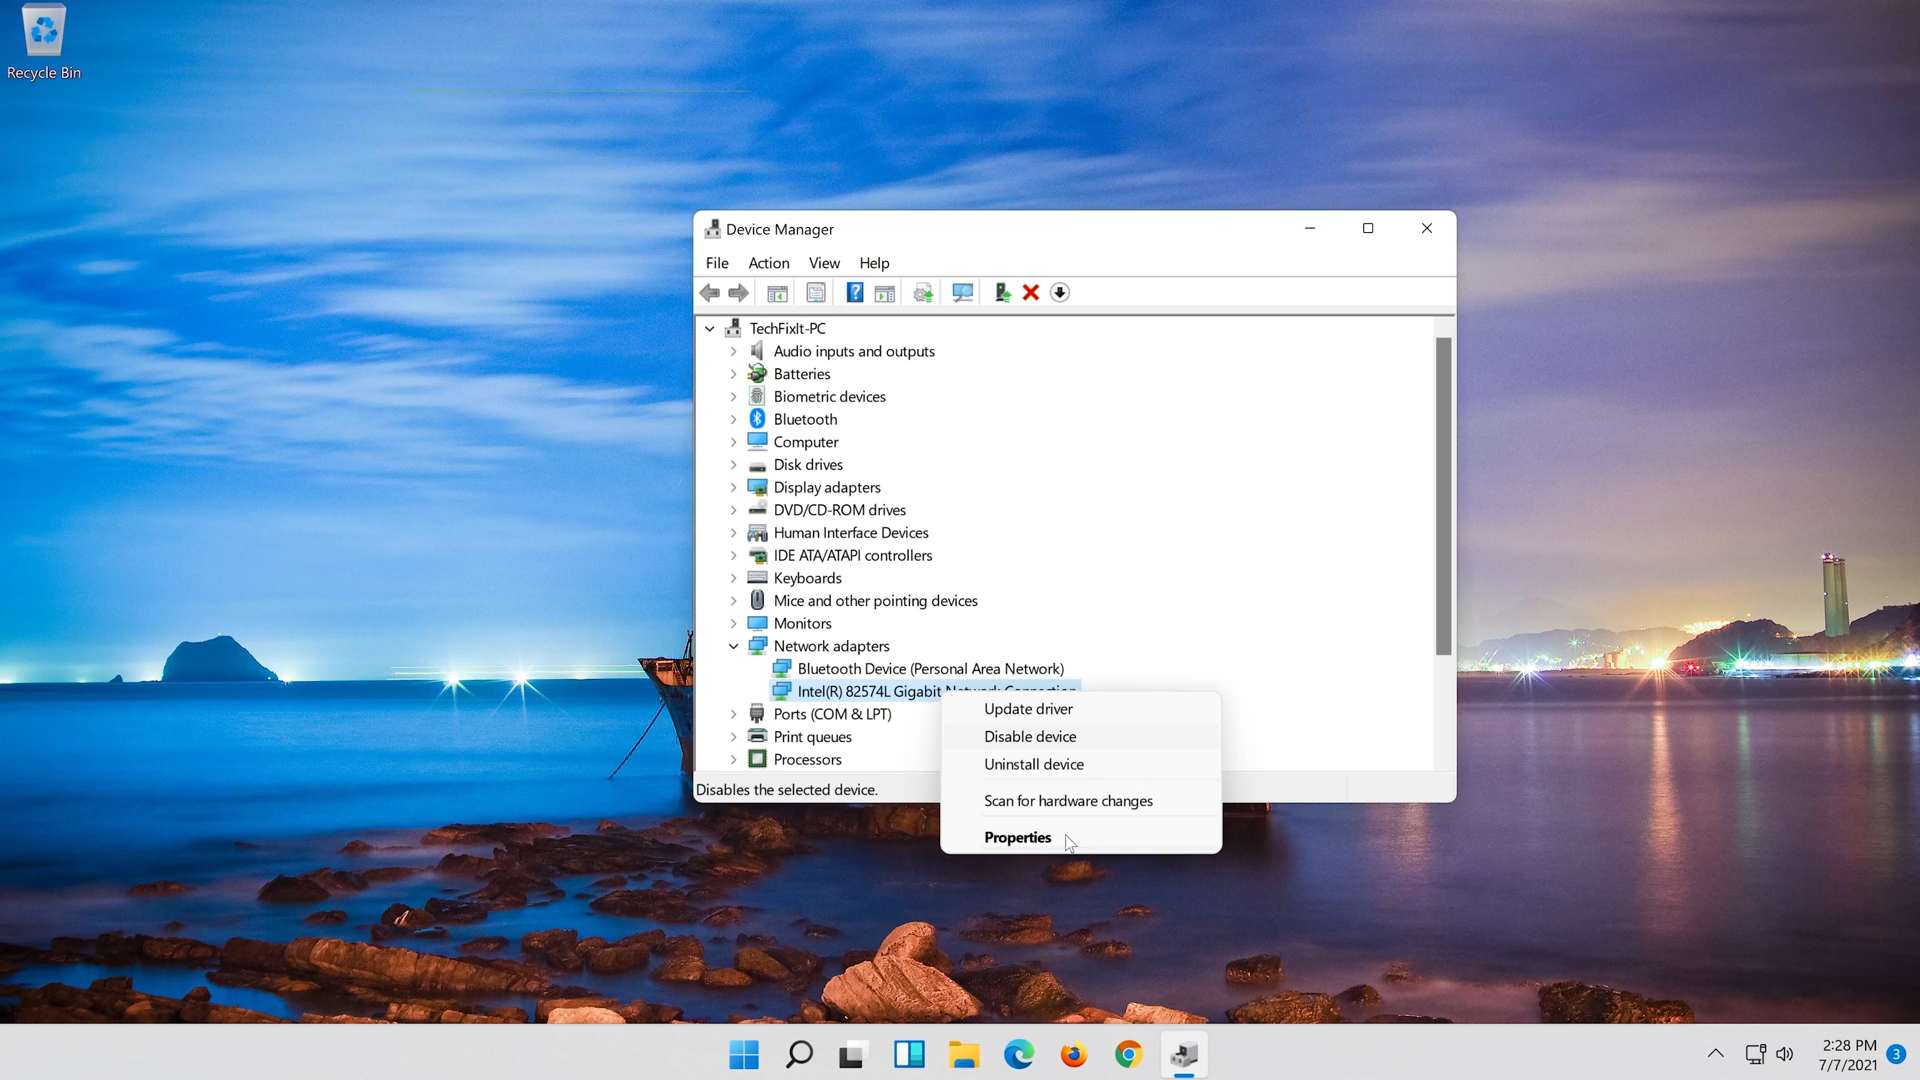 Recycle Bin
Device Manager
File Action View Help
TechFixIt-PC
Audio inputs and outputs
Batteries
Biometric devices
Bluetooth
Computer
Disk drives
Display adapters
DVD/CD-ROM drives
Human Interface Devices
IDE ATA/ATAPI controllers
Keyboards
Mice and other pointing devices
Monitors
Network adapters
Bluetooth Device (Personal Area Network)
Intel(R) 82574L Gigabit Network Connection
Ports (COM & LPT)
Print queues
Processors
Disables the selected device.
Update driver
Disable device
Uninstall device
Scan for hardware changes
Properties
2:28 PM
7/7/2021
3